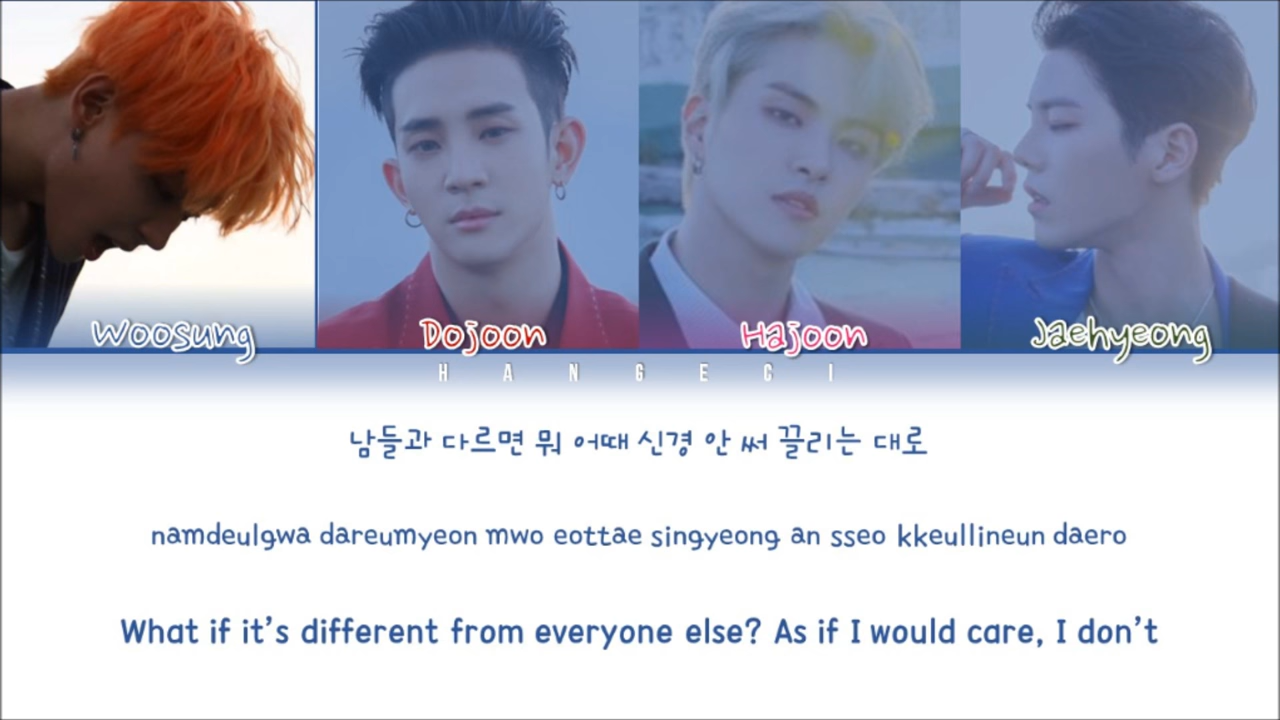 Woosung Dojoon Hajoon Jaehyeong
HANGECI
남들과 다르면 뭐 어때 신경 안 써 끌리는 대로
namdeulgwa dareumyeon mwo eottae singyeong an sseo kkeullineun daero
What if it's different from everyone else? As if I would care, I don't